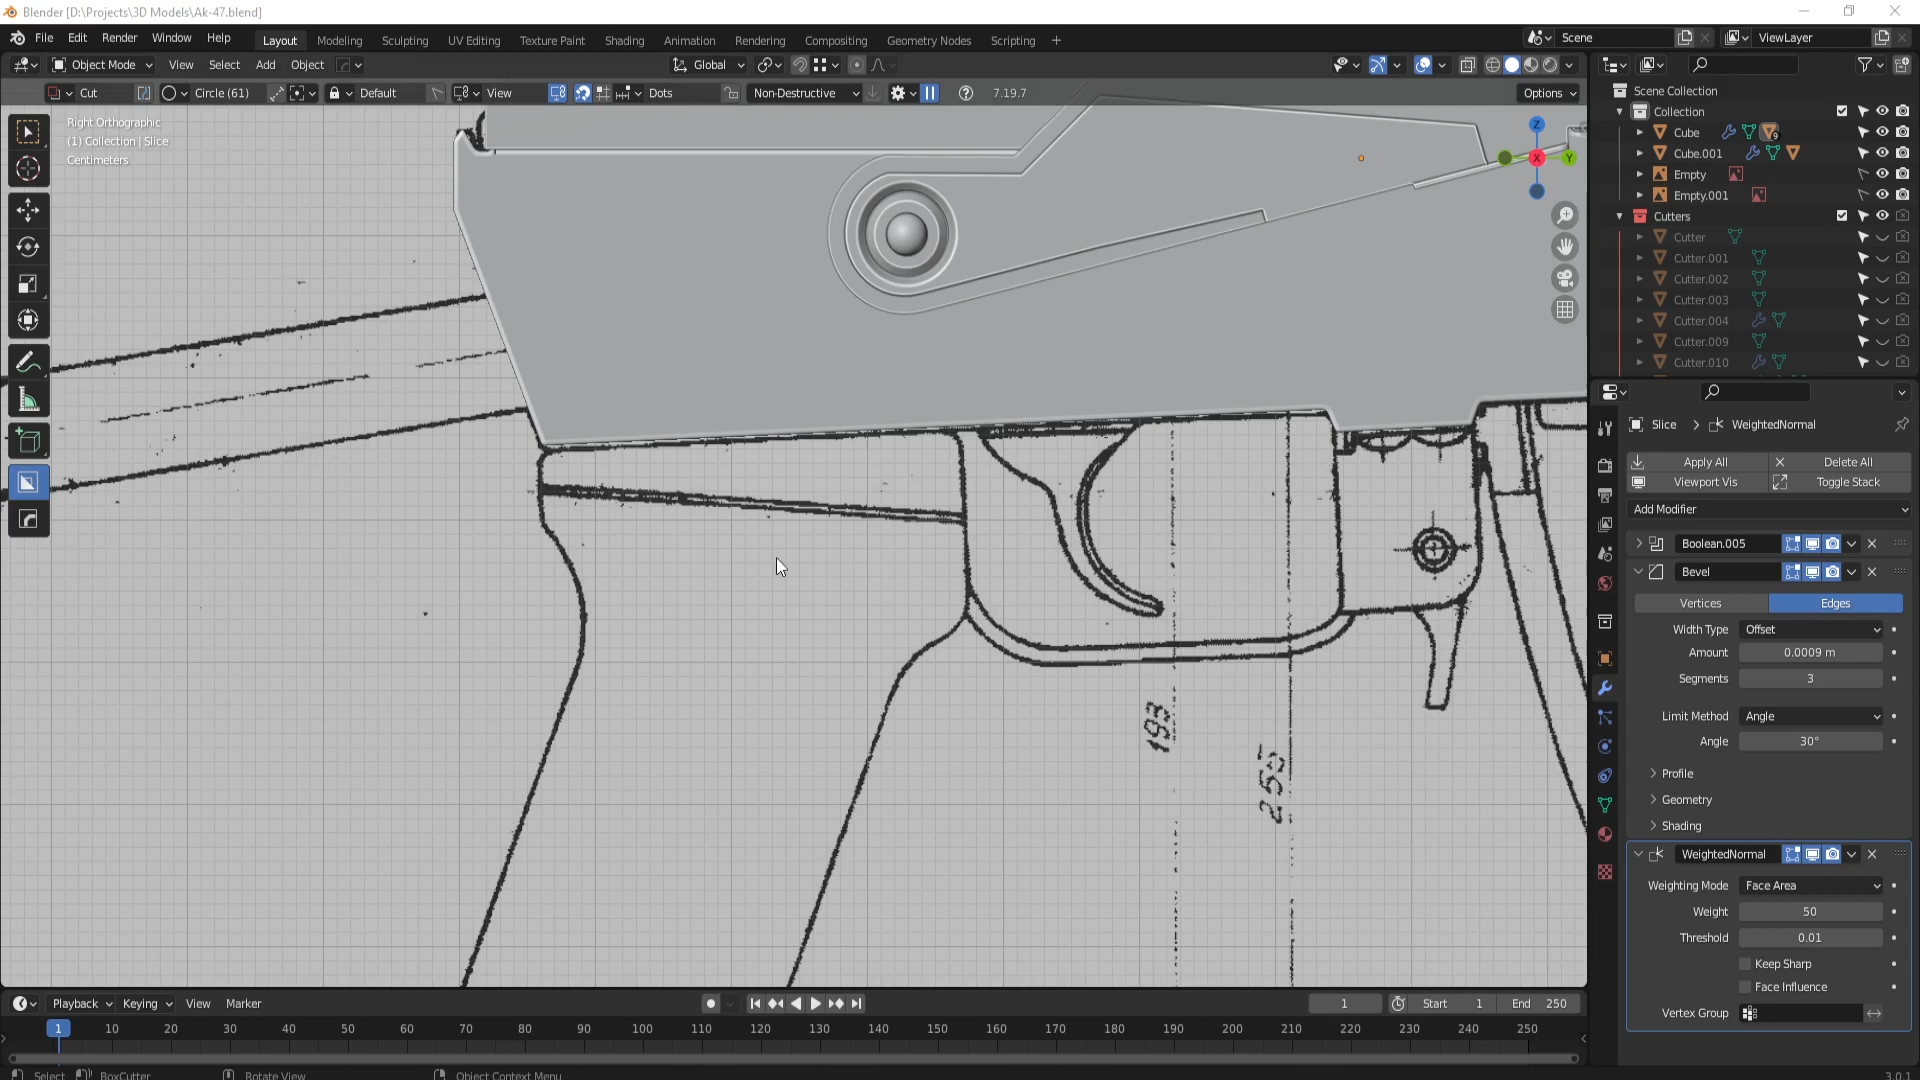 Blender [D:\Projects\3D Models\Ak-47.blend]
File Edit Render Window Help
Layout Modeling Sculpting UV Editing Texture Paint Shading Animation Rendering Compositing Geometry Nodes Scripting +
Scene
ViewLayer
Object Mode View Select Add Object
Global
Cut Circle (61) Default View Dots Non-Destructive 7.19.7 Options
Right Orthographic
(1) Collection | Slice
Centimeters
Z
X
Y
193
255
Scene Collection
Collection
Cube 9
Cube.001
Empty
Empty.001
Cutters
Cutter
Cutter.001
Cutter.002
Cutter.003
Cutter.004
Cutter.009
Cutter.010
Slice > WeightedNormal
Apply All Delete All
Viewport Vis Toggle Stack
Add Modifier
Boolean.005
Bevel
Vertices Edges
Width Type Offset
Amount 0.0009 m
Segments 3
Limit Method Angle
Angle 30°
Profile
Geometry
Shading
WeightedNormal
Weighting Mode Face Area
Weight 50
Threshold 0.01
Keep Sharp
Face Influence
Vertex Group
Playback Keying View Marker
1 Start 1 End 250
1 10 20 30 40 50 60 70 80 90 100 110 120 130 140 150 160 170 180 190 200 210 220 230 240 250
Select BoxCutter Rotate View Object Context Menu
3.0.1